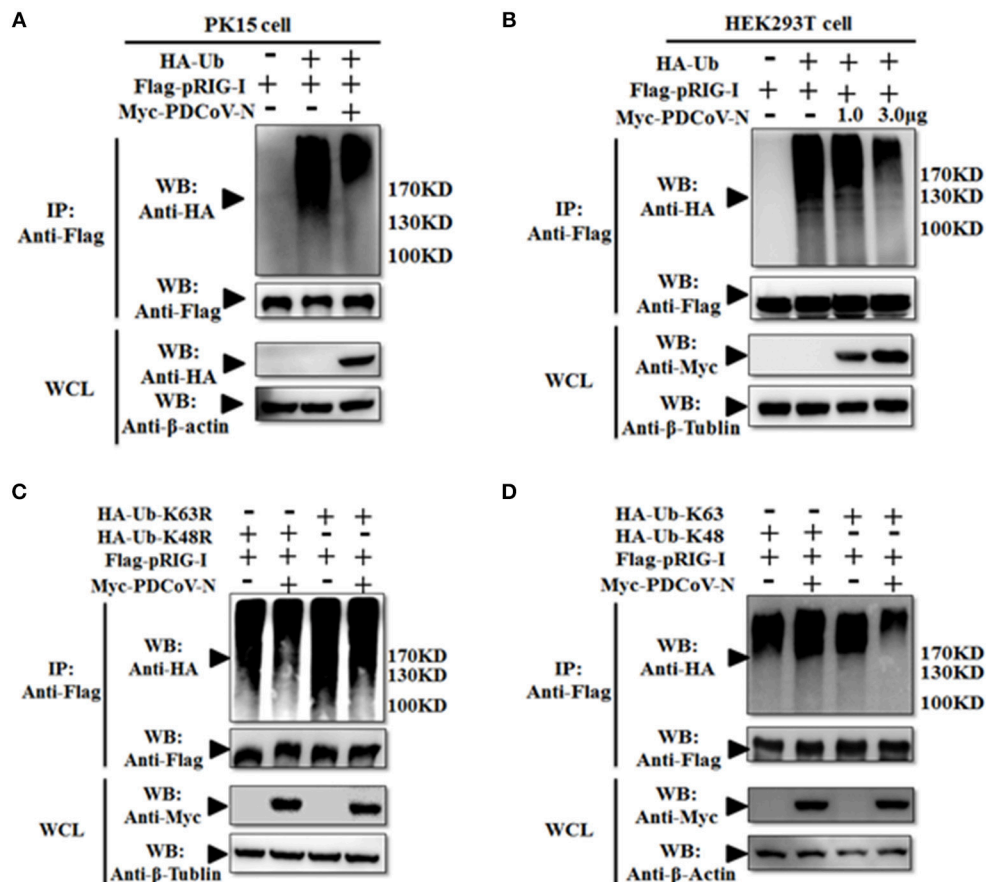 A
PK15 cell
HA-Ub - + +
Flag-pRIG-I + + +
Myc-PDCoV-N - - +
IP:
Anti-Flag
WB:
Anti-HA
170KD
130KD
100KD
WB:
Anti-Flag
WCL
WB:
Anti-HA
WB:
Anti-β-actin
B
HEK293T cell
HA-Ub - + + +
Flag-pRIG-I + + + +
Myc-PDCoV-N - - 1.0 3.0μg
IP:
Anti-Flag
WB:
Anti-HA
170KD
130KD
100KD
WB:
Anti-Flag
WCL
WB:
Anti-Myc
WB:
Anti-β-Tublin
C
HA-Ub-K63R - - + +
HA-Ub-K48R + + - -
Flag-pRIG-I + + + +
Myc-PDCoV-N - + - +
IP:
Anti-Flag
WB:
Anti-HA
170KD
130KD
100KD
WB:
Anti-Flag
WCL
WB:
Anti-Myc
WB:
Anti-β-Tublin
D
HA-Ub-K63 - - + +
HA-Ub-K48 + + - -
Flag-pRIG-I + + + +
Myc-PDCoV-N - + - +
IP:
Anti-Flag
WB:
Anti-HA
170KD
130KD
100KD
WB:
Anti-Flag
WCL
WB:
Anti-Myc
WB:
Anti-β-Actin